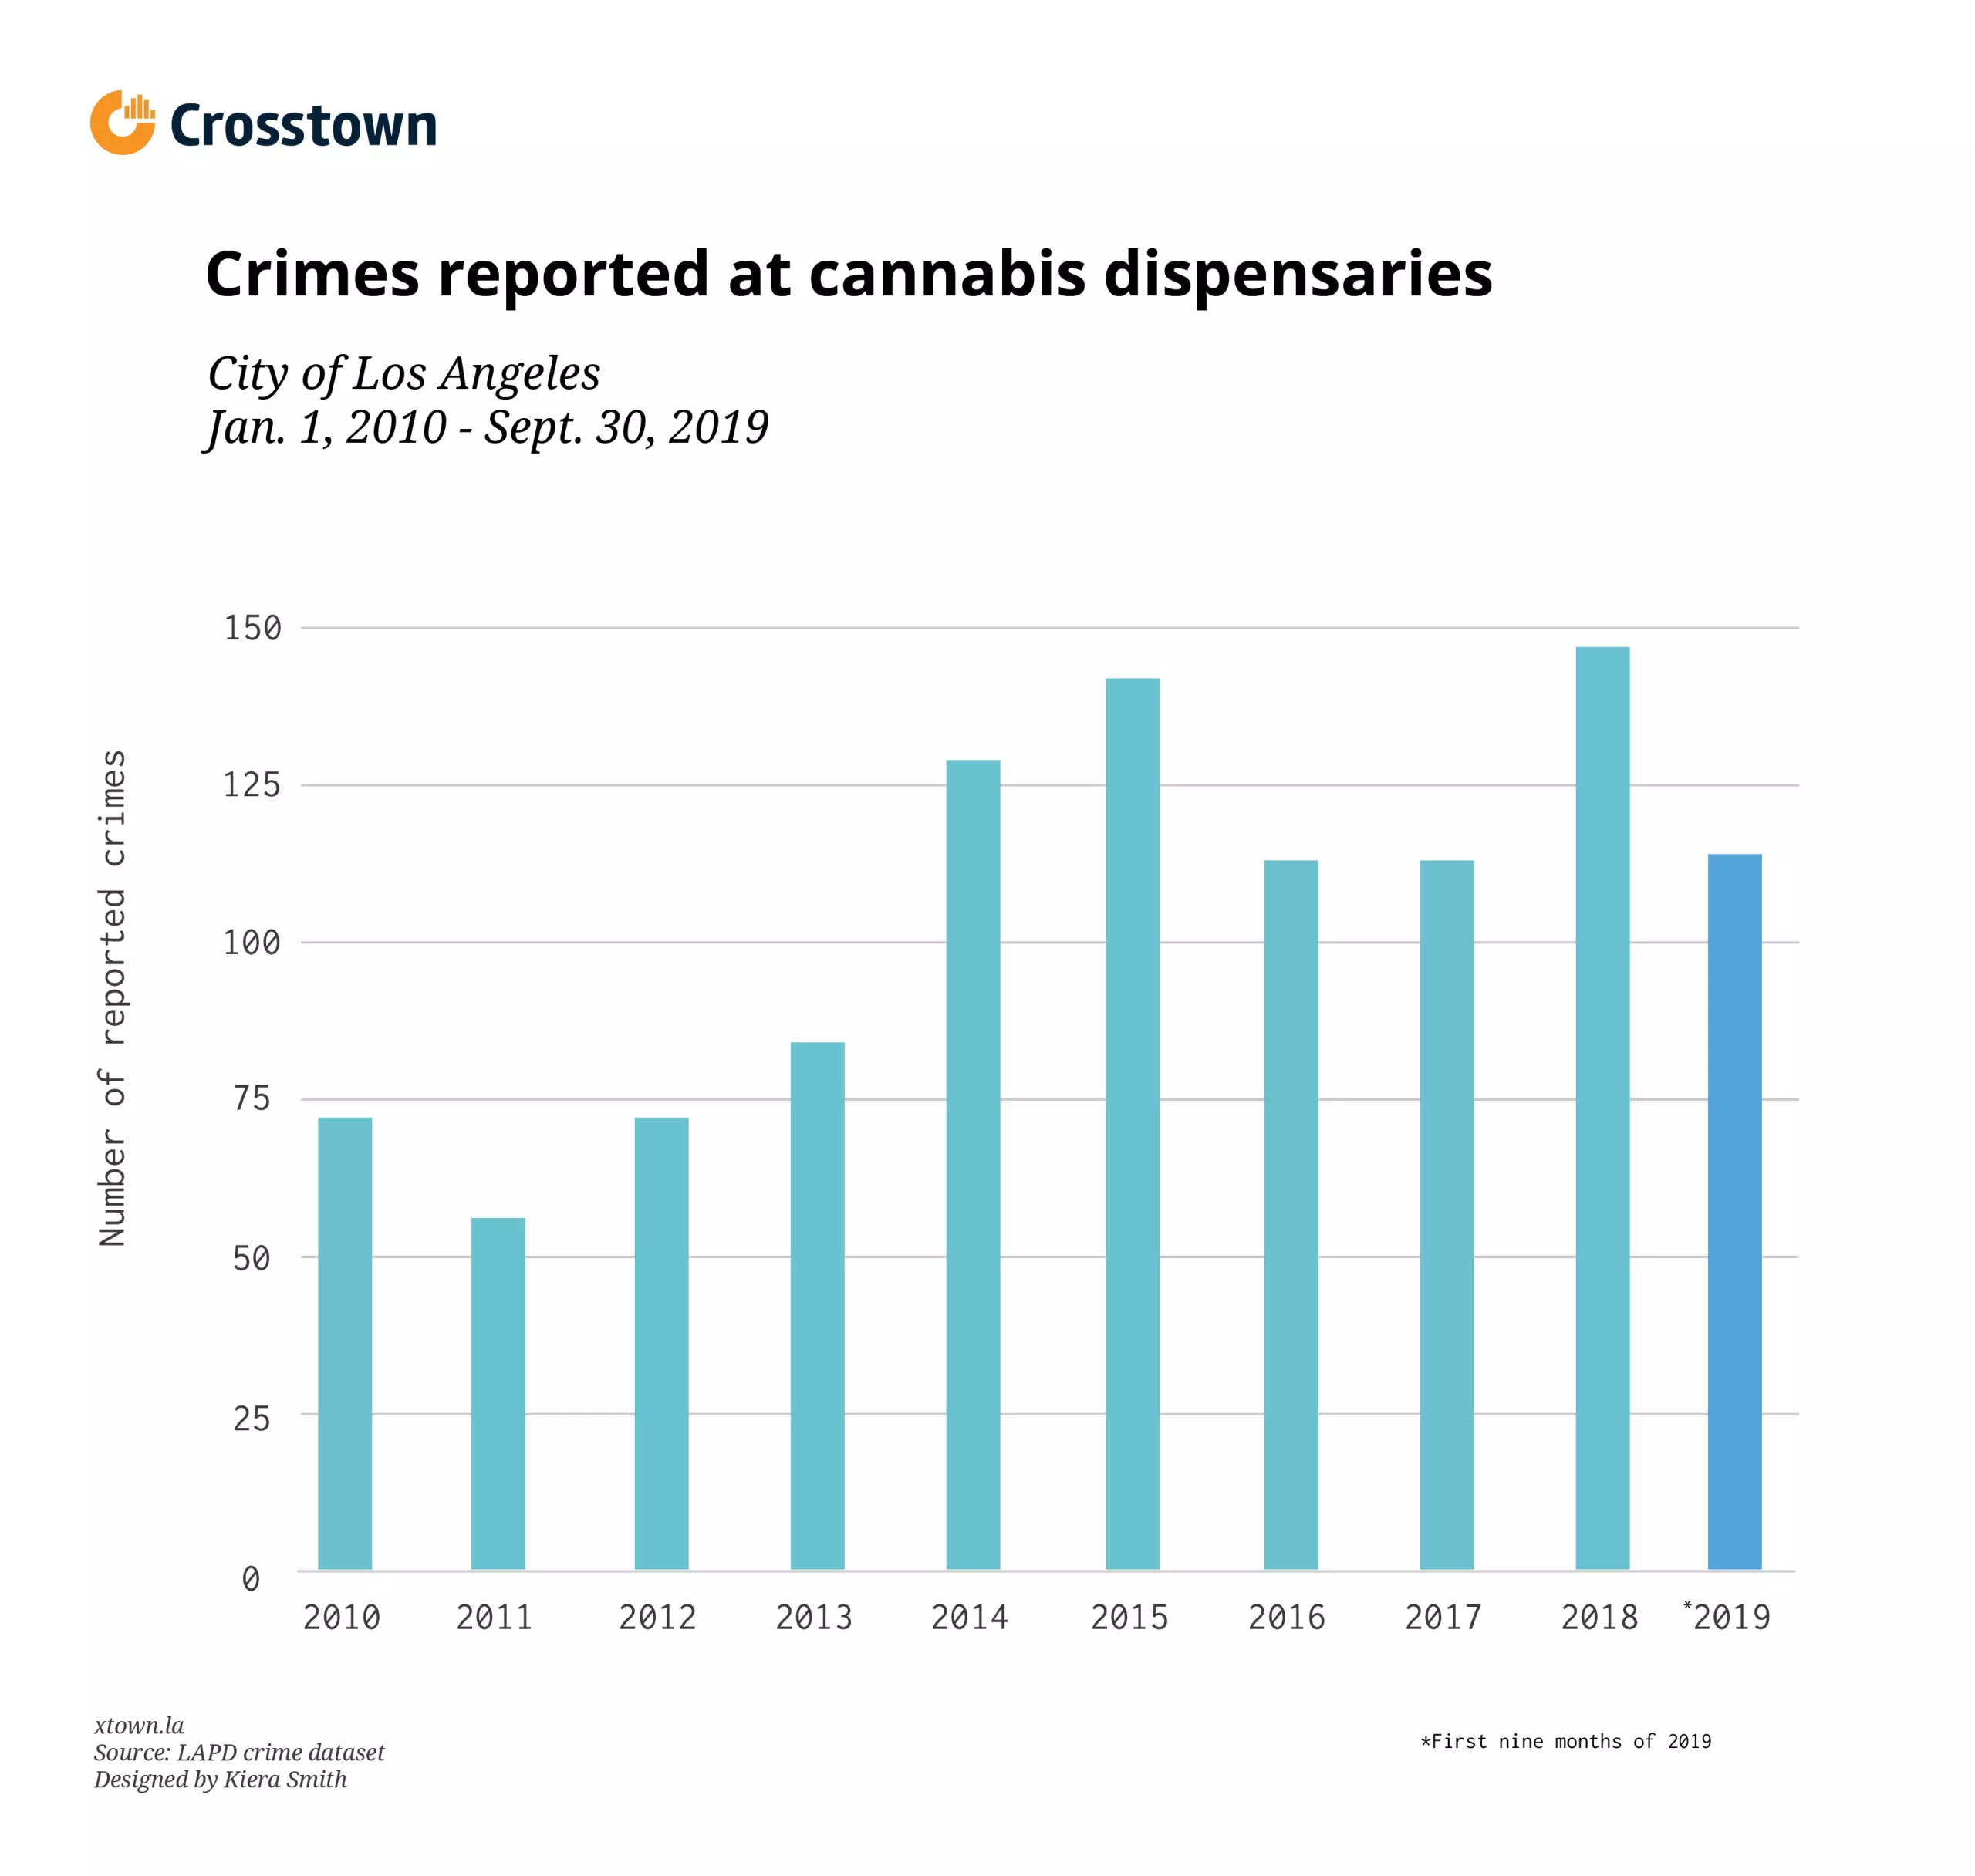 Crosstown
Crimes reported at cannabis dispensaries
City of Los Angeles
Jan. 1, 2010 - Sept. 30, 2019
Number of reported crimes
150
125
100
75
50
25
0
2010 2011 2012 2013 2014 2015 2016 2017 2018 *2019
xtown.la
Source: LAPD crime dataset
Designed by Kiera Smith
*First nine months of 2019